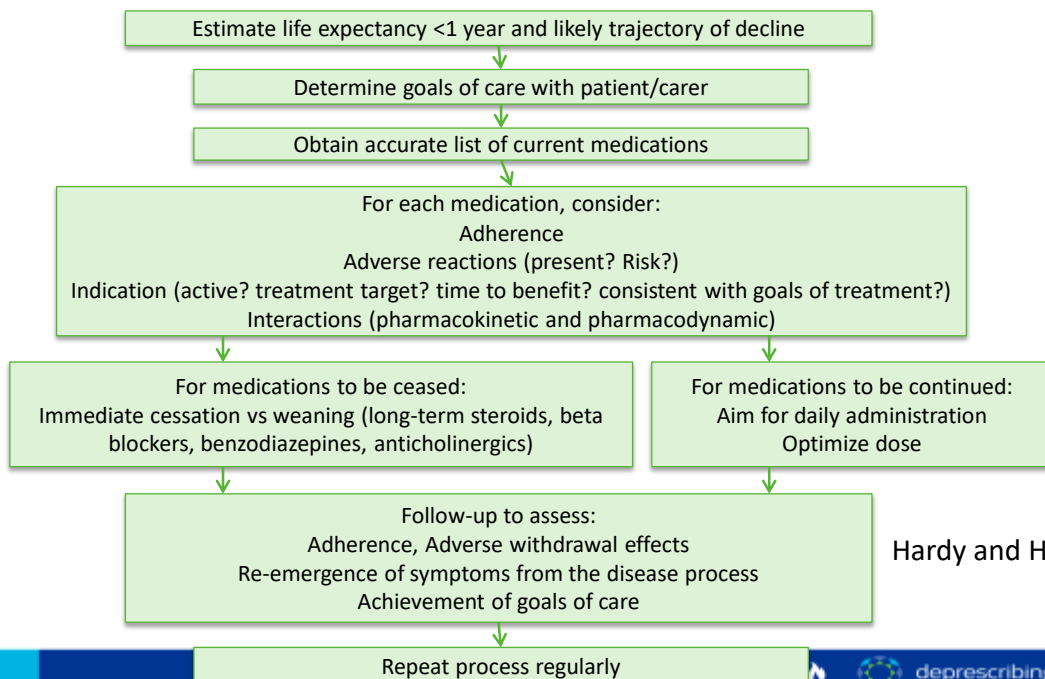 Estimate life expectancy <1 year and likely trajectory of decline
Determine goals of care with patient/carer
Obtain accurate list of current medications
For each medication, consider:
Adherence
Adverse reactions (present? Risk?)
Indication (active? treatment target? time to benefit? consistent with goals of treatment?)
Interactions (pharmacokinetic and pharmacodynamic)
For medications to be ceased:
Immediate cessation vs weaning (long-term steroids, beta
blockers, benzodiazepines, anticholinergics)
For medications to be continued:
Aim for daily administration
Optimize dose
Follow-up to assess:
Adherence, Adverse withdrawal effects
Re-emergence of symptoms from the disease process
Achievement of goals of care
Hardy and H
Repeat process regularly
deprescribing